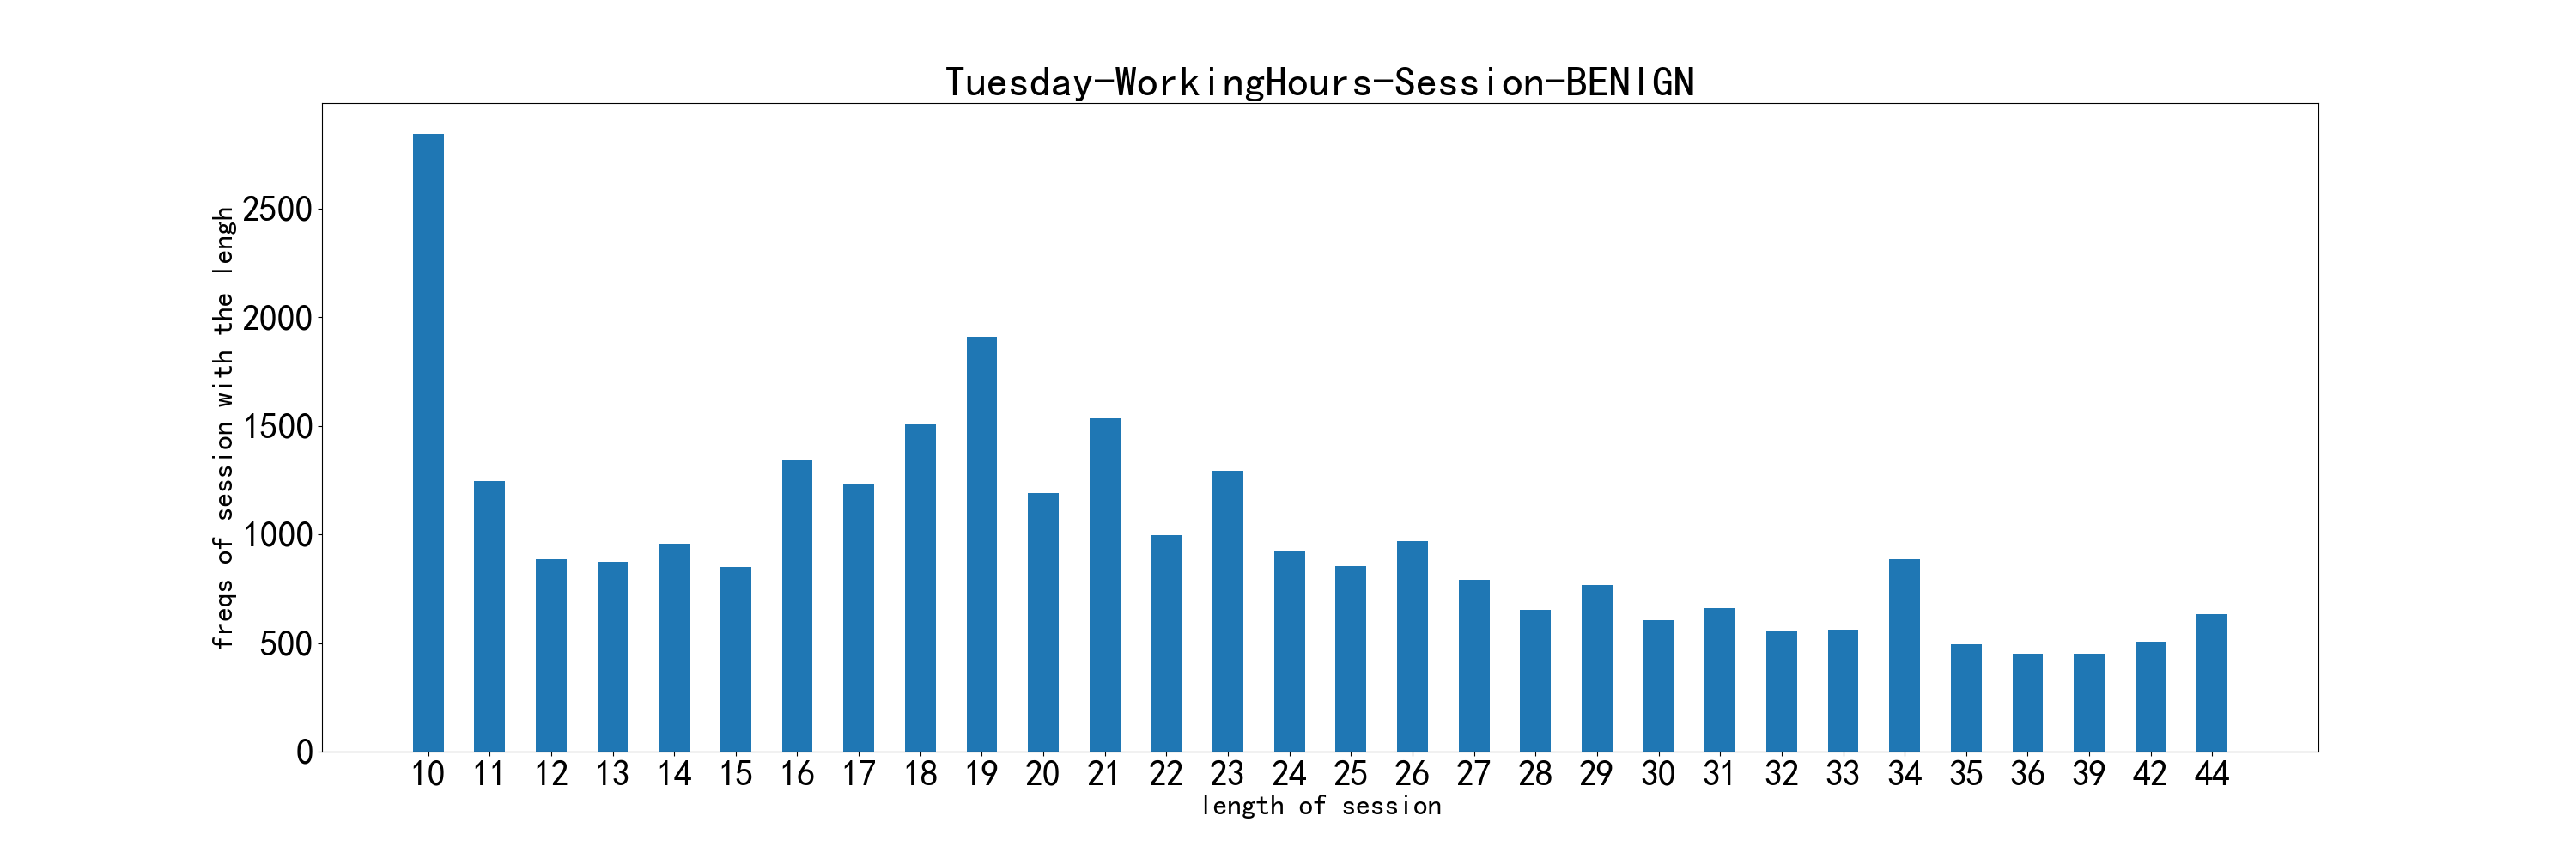 Tuesday-WorkingHours-Session-BENIGN
freqs of session with the lengh
2500
2000
1500
1000
500
0
10 11 12 13 14 15 16 17 18 19 20 21 22 23 24 25 26 27 28 29 30 31 32 33 34 35 36 39 42 44
length of session